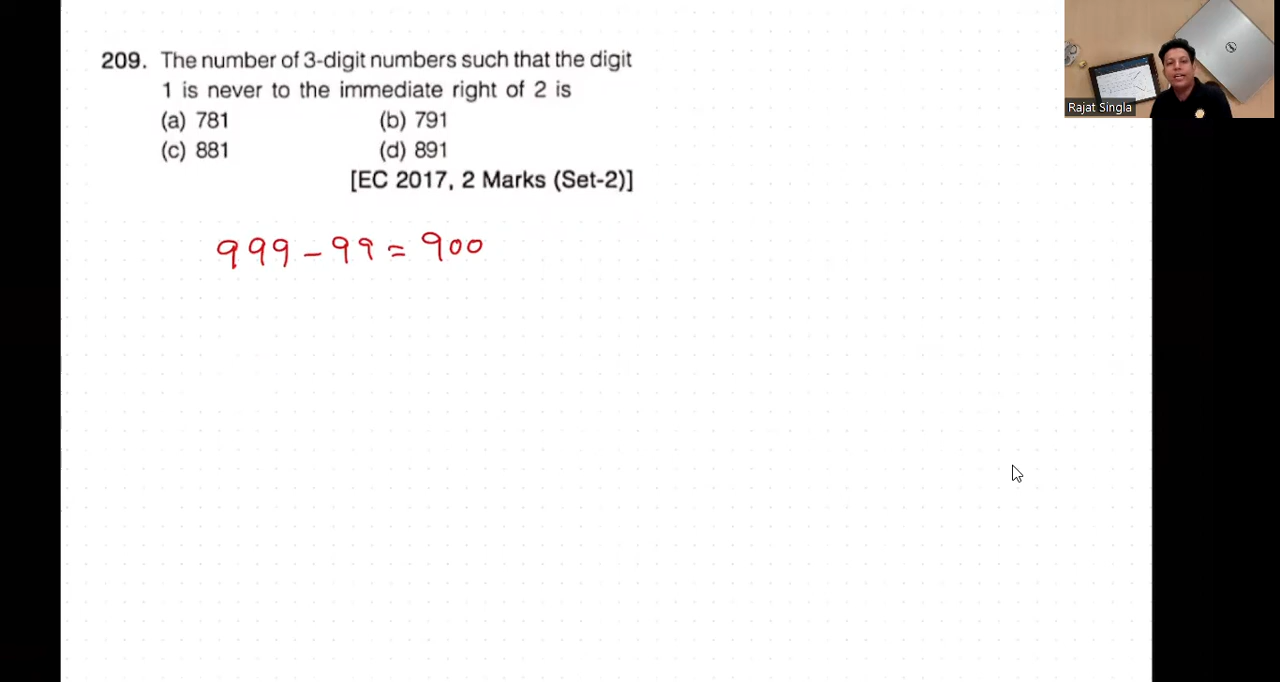 209. The number of 3-digit numbers such that the digit
1 is never to the immediate right of 2 is
(a) 781 (b) 791
(c) 881 (d) 891
[EC 2017, 2 Marks (Set-2)]
999 - 99 = 900
Rajat Singla